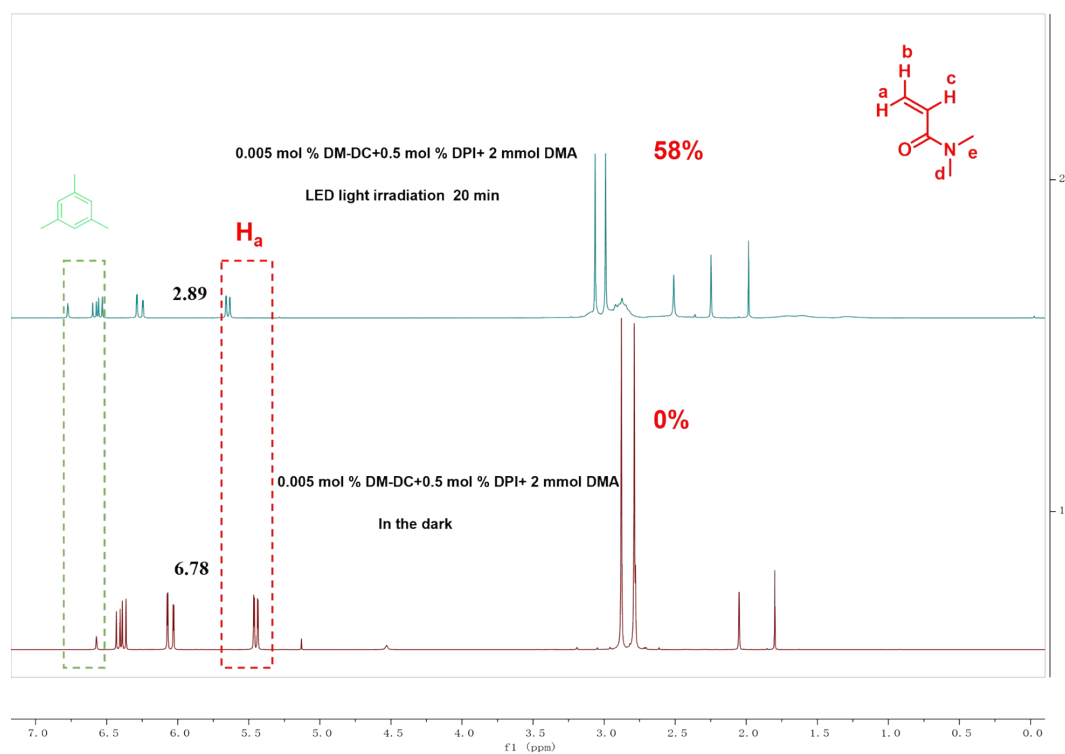 b
a
H
c
H
H
O
N
e
d
0.005 mol % DM-DC+0.5 mol % DPI+ 2 mmol DMA
58%
LED light irradiation 20 min
2
Ha
2.89
0%
0.005 mol % DM-DC+0.5 mol % DPI+ 2 mmol DMA
In the dark
1
6.78
7.0 6.5 6.0 5.5 5.0 4.5 4.0 3.5 3.0 2.5 2.0 1.5 1.0 0.5 0.0
f1 (ppm)